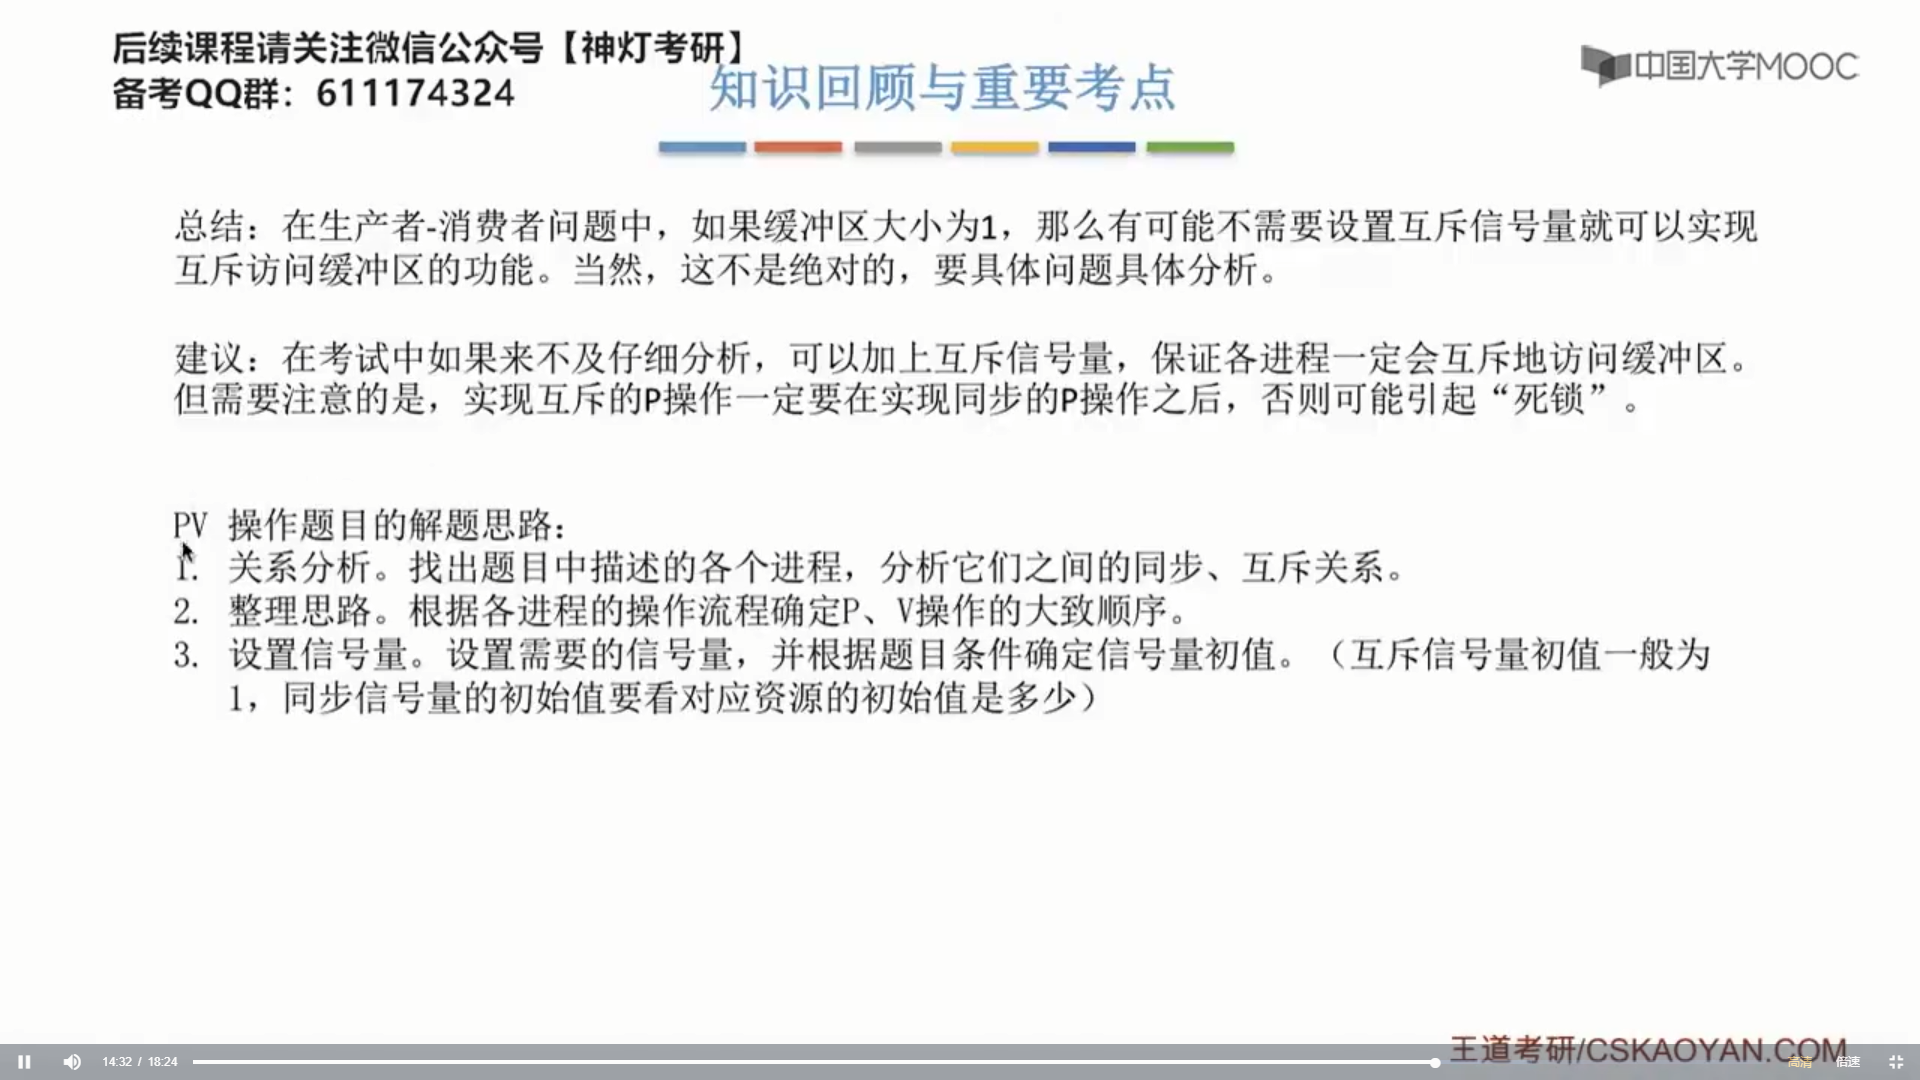 后续课程请关注微信公众号【神灯考研】
备考QQ群：611174324
中国大学MOOC
知识回顾与重要考点
总结：在生产者-消费者问题中，如果缓冲区大小为1，那么有可能不需要设置互斥信号量就可以实现
互斥访问缓冲区的功能。当然，这不是绝对的，要具体问题具体分析。
建议：在考试中如果来不及仔细分析，可以加上互斥信号量，保证各进程一定会互斥地访问缓冲区。
但需要注意的是，实现互斥的P操作一定要在实现同步的P操作之后，否则可能引起“死锁”。
PV 操作题目的解题思路：
1. 关系分析。找出题目中描述的各个进程，分析它们之间的同步、互斥关系。
2. 整理思路。根据各进程的操作流程确定P、V操作的大致顺序。
3. 设置信号量。设置需要的信号量，并根据题目条件确定信号量初值。（互斥信号量初值一般为
1，同步信号量的初始值要看对应资源的初始值是多少）
王道考研/CSKAOYAN.COM
14:32 / 18:24
高清 倍速